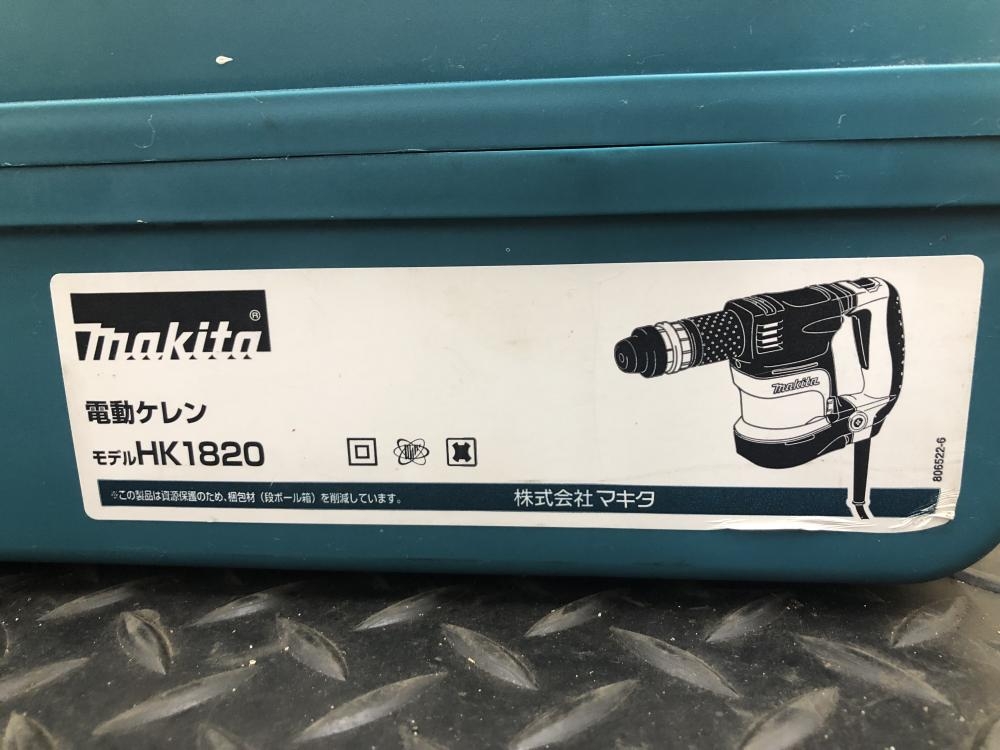 makita®
電動ケレン
モデルHK1820
※この製品は資源保護のため、梱包材(段ボール箱)を削減しています。
株式会社マキタ
makita
806522-6